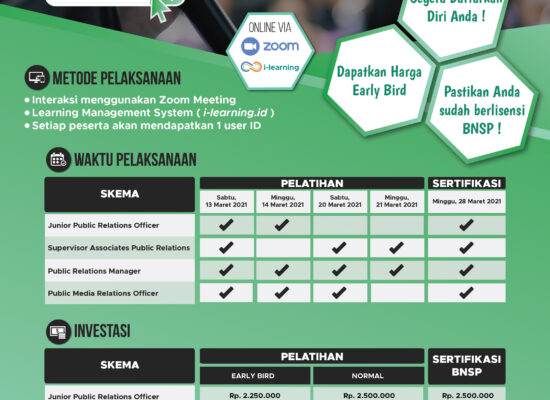 Diri Anda !
ONLINE VIA
zoom
i-learning
Dapatkan Harga
Early Bird
Pastikan Anda
sudah berlisensi
BNSP !
METODE PELAKSANAAN
Interaksi menggunakan Zoom Meeting
Learning Management System ( i-learning.id )
Setiap peserta akan mendapatkan 1 user ID
WAKTU PELAKSANAAN
SKEMA PELATIHAN SERTIFIKASI
Sabtu, 13 Maret 2021 Minggu, 14 Maret 2021 Sabtu, 20 Maret 2021 Minggu, 21 Maret 2021 Minggu, 28 Maret 2021
Junior Public Relations Officer ✓ ✓ ✓
Supervisor Associates Public Relations ✓ ✓ ✓ ✓
Public Relations Manager ✓ ✓ ✓ ✓ ✓
Public Media Relations Officer ✓ ✓ ✓ ✓
INVESTASI
SKEMA PELATIHAN SERTIFIKASI BNSP
EARLY BIRD NORMAL
Junior Public Relations Officer Rp. 2.250.000 Rp. 2.500.000 Rp. 2.500.000